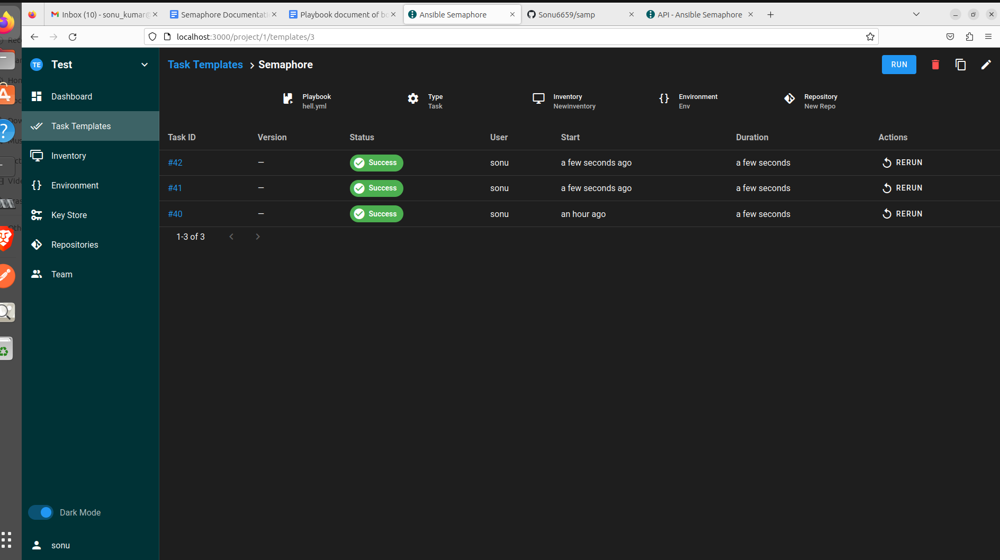 Inbox (10) - sonu_kumar@
Semaphore Documentati
Playbook document of bo
Ansible Semaphore
Sonu6659/samp
API - Ansible Semaphore
localhost:3000/project/1/templates/3
TE
Test
Task Templates
Semaphore
RUN
Dashboard
Task Templates
Inventory
Environment
Key Store
Repositories
Team
Playbook
hell.yml
Type
Task
Inventory
Newinventory
Environment
Env
Repository
New Repo
Task ID Version Status User Start Duration Actions
#42 — Success sonu a few seconds ago a few seconds RERUN
#41 — Success sonu a few seconds ago a few seconds RERUN
#40 — Success sonu an hour ago a few seconds RERUN
1-3 of 3
Dark Mode
sonu